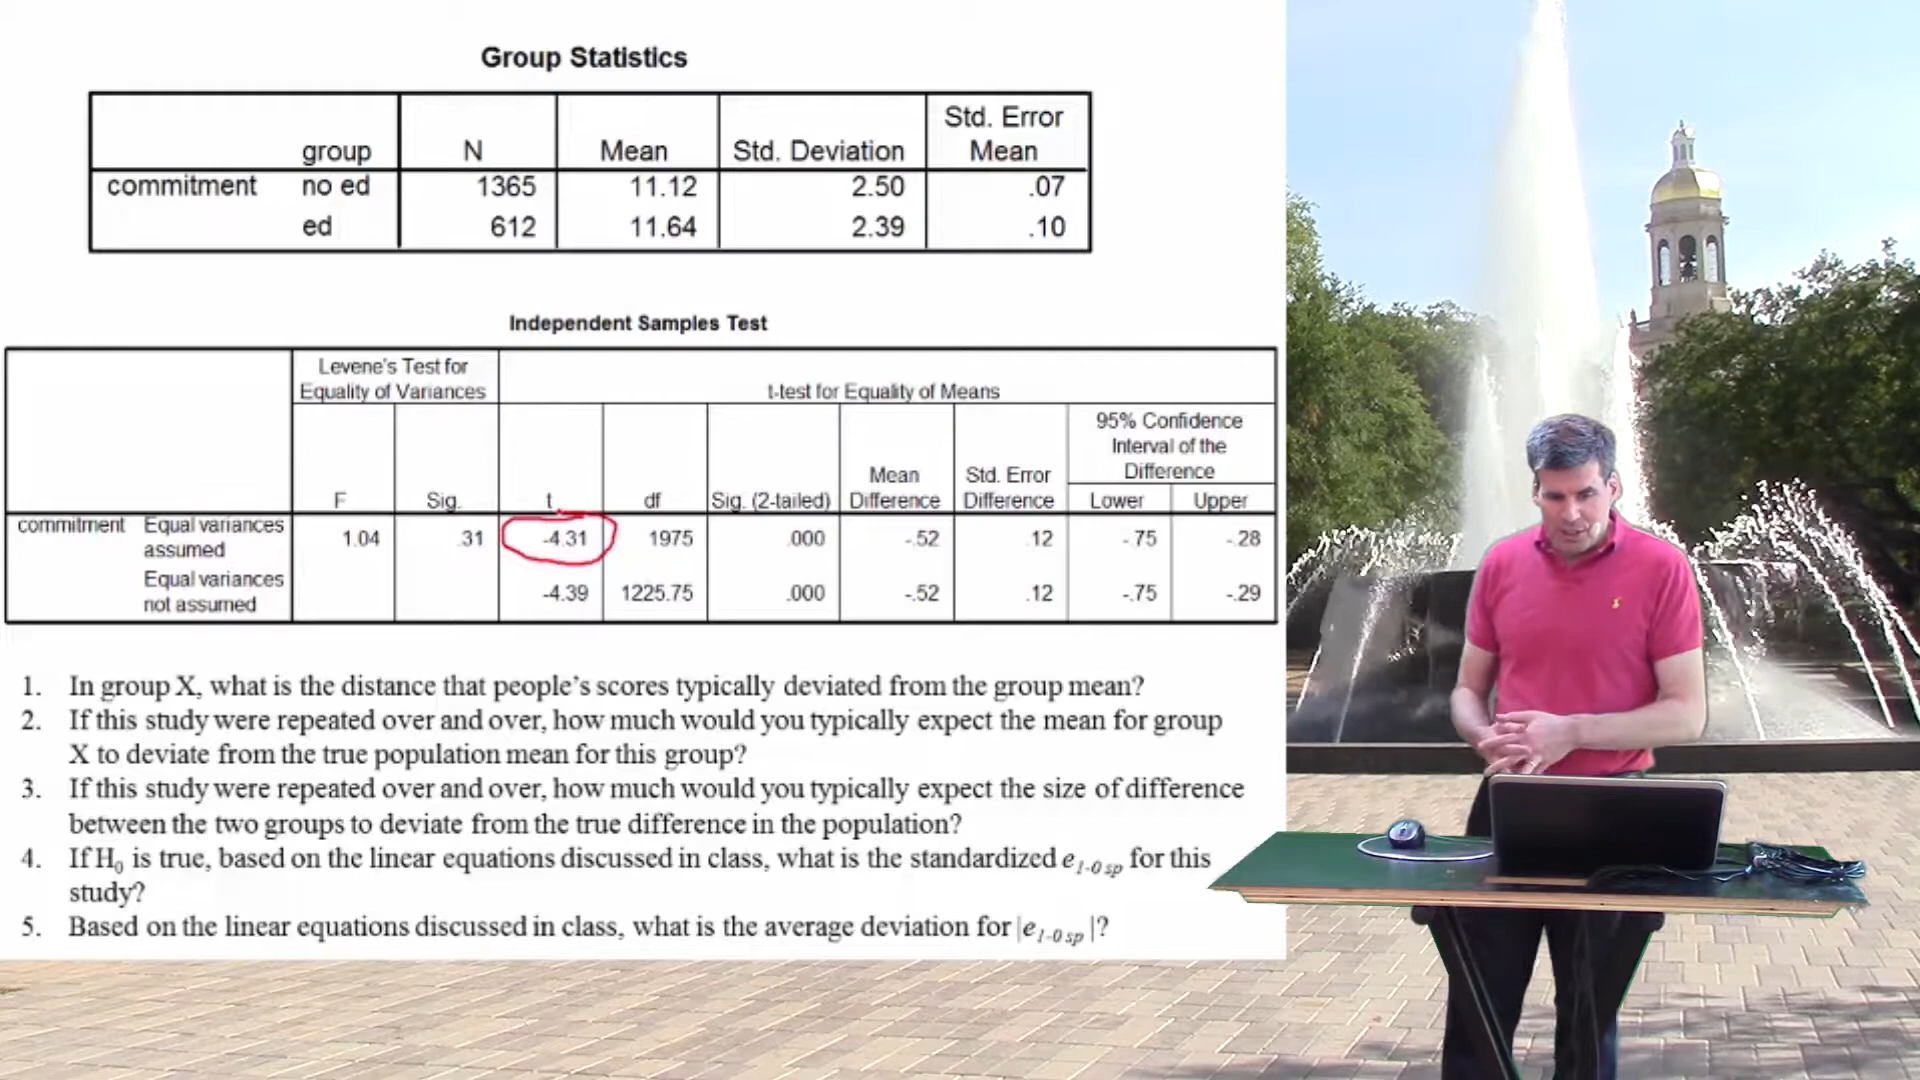 Group Statistics
group N Mean Std. Deviation Std. Error Mean
commitment no ed 1365 11.12 2.50 .07
ed 612 11.64 2.39 .10
Independent Samples Test
Levene's Test for Equality of Variances
t-test for Equality of Means
F Sig. t df Sig. (2-tailed) Mean Difference Std. Error Difference 95% Confidence Interval of the Difference
Lower Upper
commitment Equal variances assumed 1.04 .31 -4.31 1975 .000 -.52 .12 -.75 -.28
Equal variances not assumed -4.39 1225.75 .000 -.52 .12 -.75 -.29
1. In group X, what is the distance that people's scores typically deviated from the group mean?
2. If this study were repeated over and over, how much would you typically expect the mean for group
X to deviate from the true population mean for this group?
3. If this study were repeated over and over, how much would you typically expect the size of difference
between the two groups to deviate from the true difference in the population?
4. If H0 is true, based on the linear equations discussed in class, what is the standardized e1-0 sp for this
study?
5. Based on the linear equations discussed in class, what is the average deviation for |e1-0 sp|?